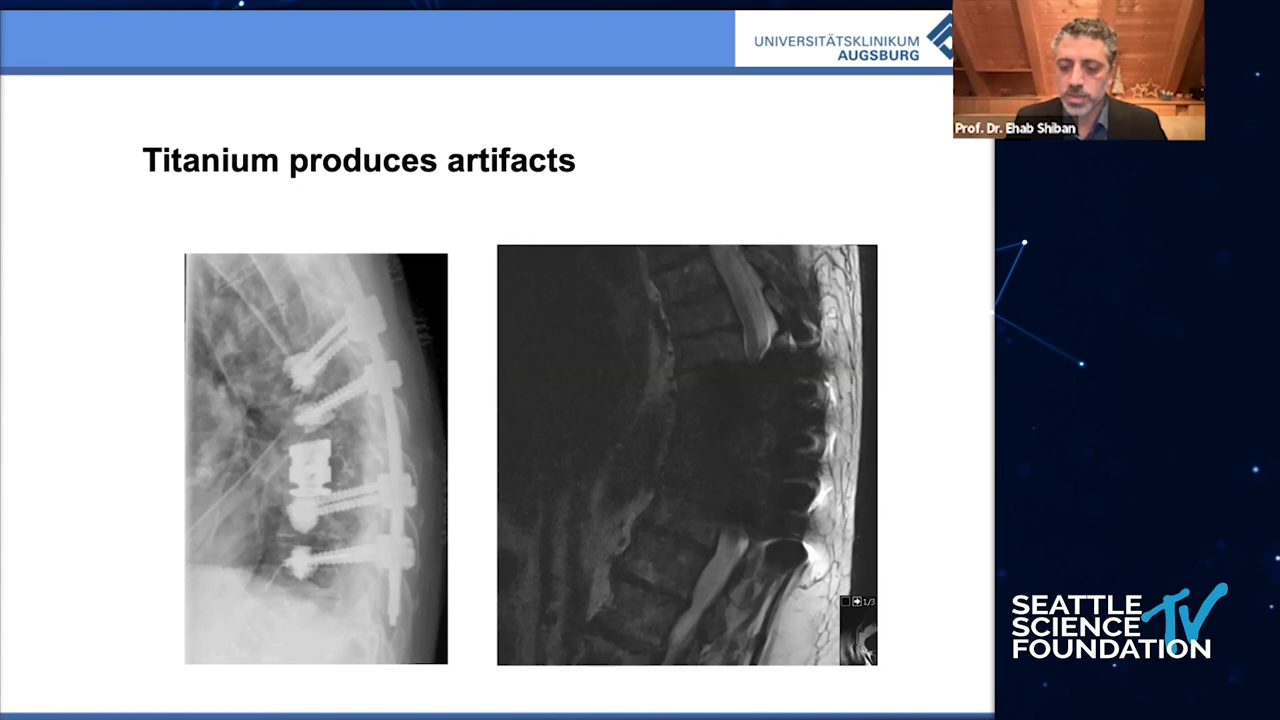 UNIVERSITÄTSKLINIKUM
AUGSBURG
Prof. Dr. Ehab Shiban
Titanium produces artifacts
1/3
SEATTLE
SCIENCE
FOUNDATION
TV